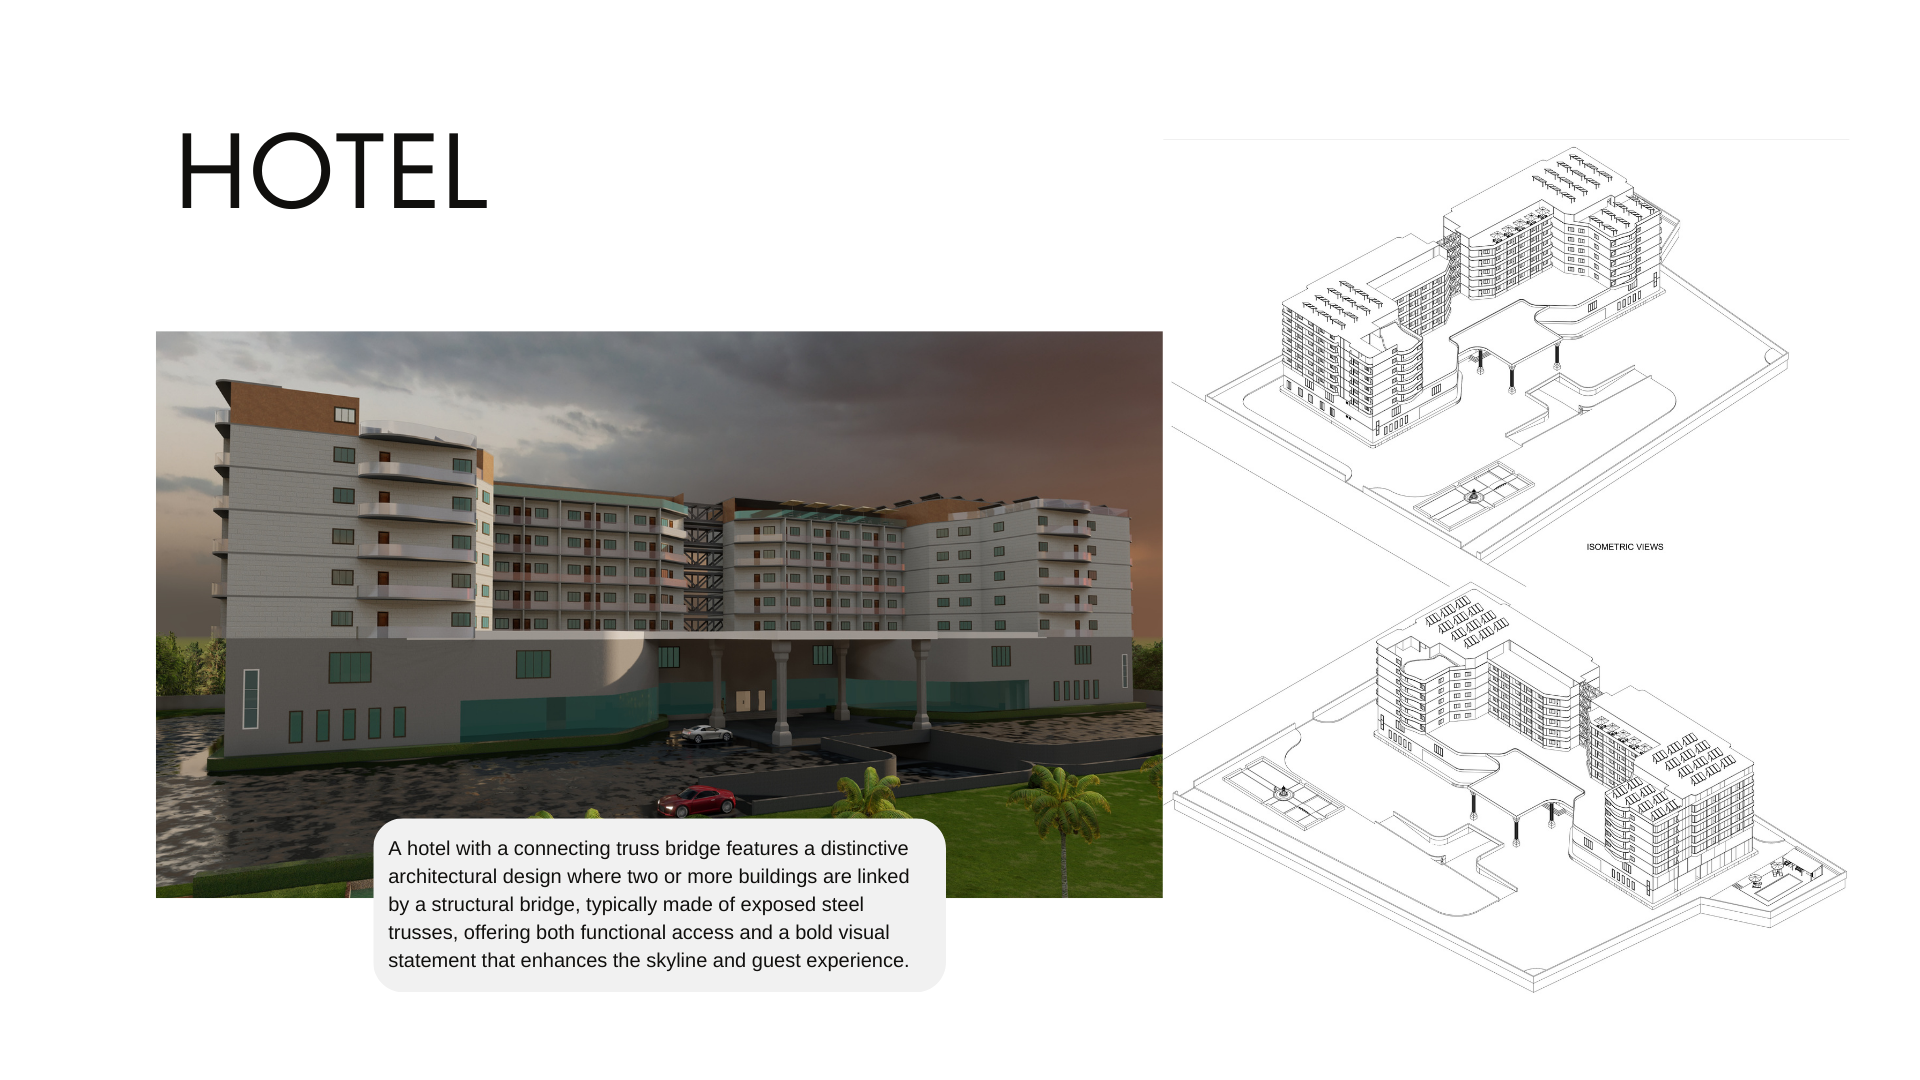 HOTEL
ISOMETRIC VIEWS
A hotel with a connecting truss bridge features a distinctive
architectural design where two or more buildings are linked
by a structural bridge, typically made of exposed steel
trusses, offering both functional access and a bold visual
statement that enhances the skyline and guest experience.